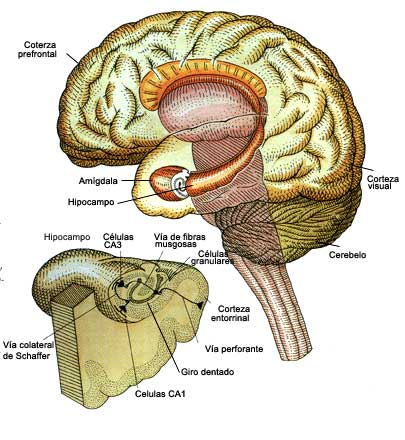 Coterza
prefrontal
Amígdala
Hipocampo
Corteza
visual
Cerebelo
Hipocampo
Células
CA3
Vía de fibras
musgosas
Células
granulares
Corteza
entorrinal
Vía colateral
de Schaffer
Vía perforante
Giro dentado
Celulas CA1